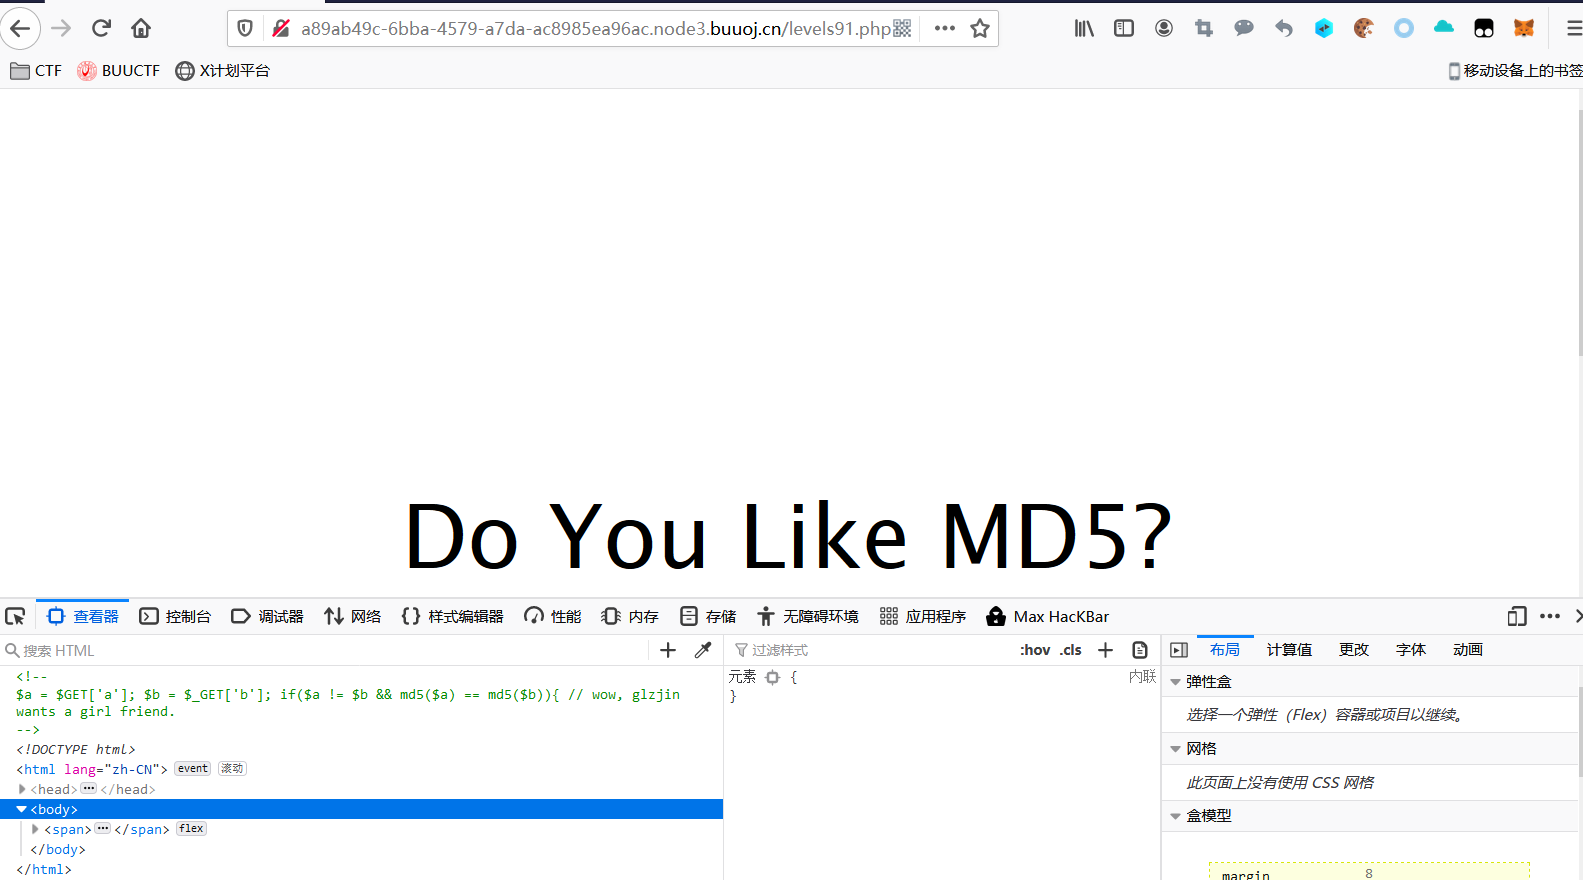 a89ab49c-6bba-4579-a7da-ac8985ea96ac.node3.buuoj.cn/levels91.php
CTF BUUCTF X计划平台 移动设备上的书签
Do You Like MD5?
查看器 控制台 调试器 网络 {} 样式编辑器 性能 内存 存储 无障碍环境 应用程序 Max HacKBar
搜索 HTML
<!--
$a = $GET['a']; $b = $_GET['b']; if($a != $b && md5($a) == md5($b)){ // wow, glzjin
wants a girl friend.
-->
<!DOCTYPE html>
<html lang="zh-CN"> event 滚动
<head>•••</head>
<body>
<span>•••</span> flex
</body>
</html>
过滤样式 :hov .cls +
元素 {
内联
}
布局 计算值 更改 字体 动画
弹性盒
选择一个弹性（Flex）容器或项目以继续。
网格
此页面上没有使用 CSS 网格
盒模型
margin 8